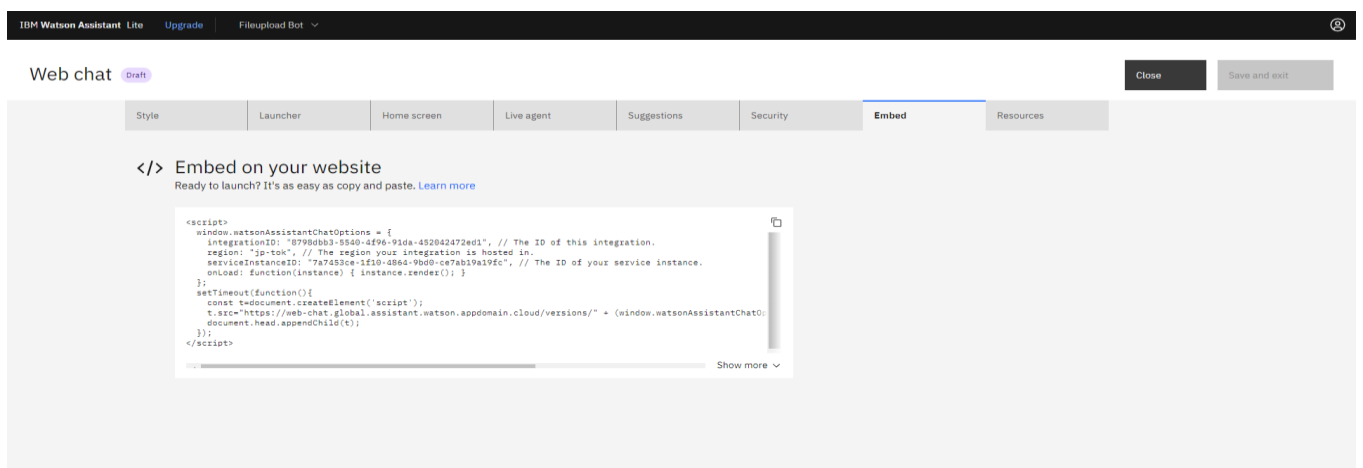 IBM Watson Assistant Lite Upgrade Fileupload Bot
Web chat Draft Close Save and exit
Style Launcher Home screen Live agent Suggestions Security Embed Resources
</> Embed on your website
Ready to launch? It's as easy as copy and paste. Learn more
<script>
window.watsonAssistantChatOptions = {
integrationID: "8798dbb3-5540-4f96-91da-452042472ed1", // The ID of this integration.
region: "jp-tok", // The region your integration is hosted in.
serviceInstanceID: "7a7453ce-1f10-4864-9bd0-ce7ab19a19fc", // The ID of your service instance.
onLoad: function(instance) { instance.render(); }
};
setTimeout(function(){
const t=document.createElement('script');
t.src="https://web-chat.global.assistant.watson.appdomain.cloud/versions/" + (window.watsonAssistantChatOp
document.head.appendChild(t);
});
</script>
Show more